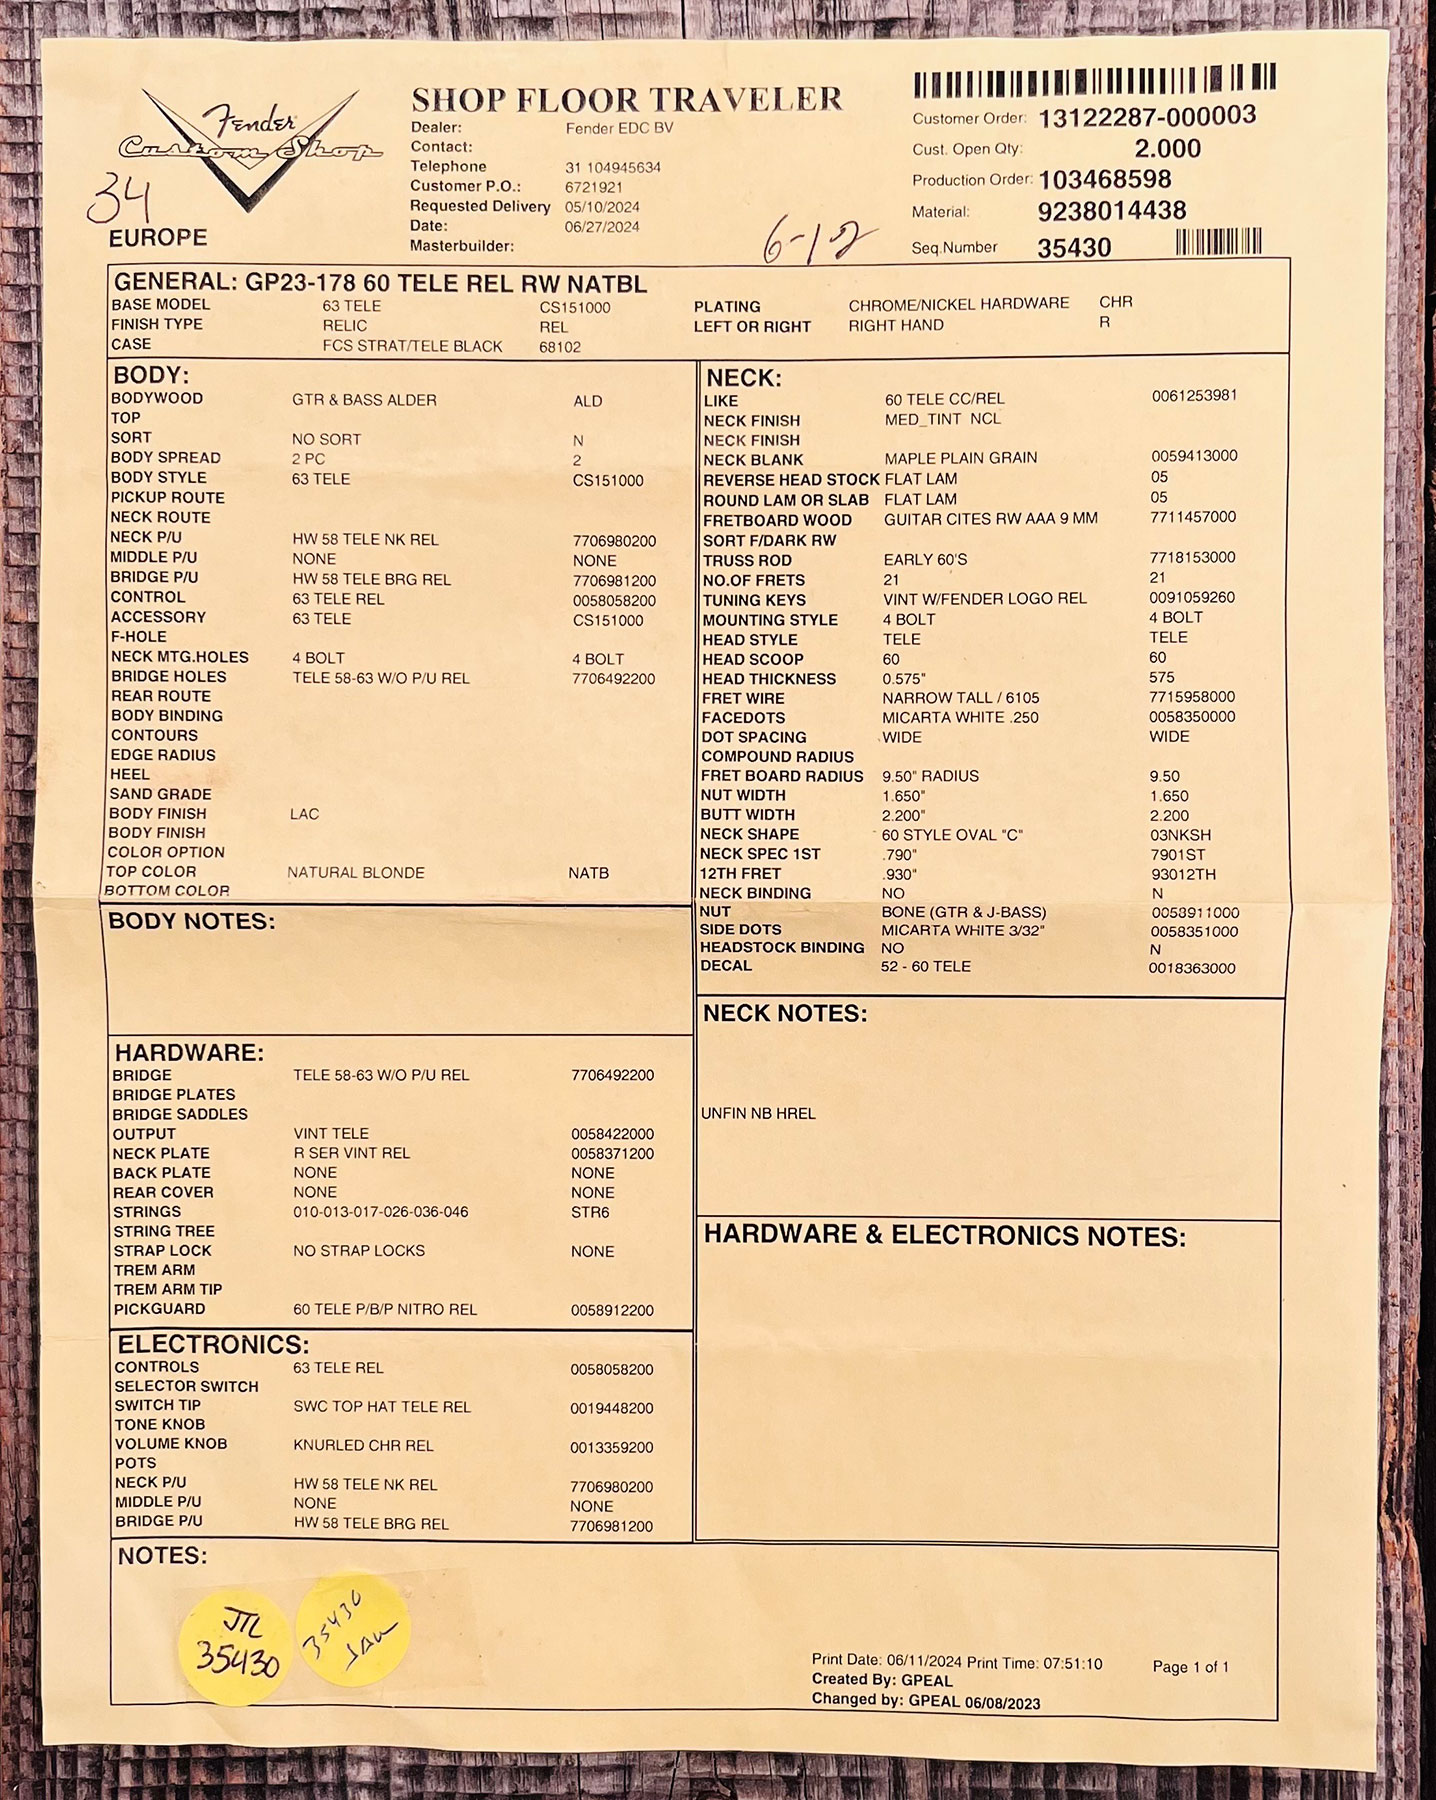 Fender
Custom Shop
34
EUROPE
SHOP FLOOR TRAVELER
Dealer: Fender EDC BV
Contact:
Telephone 31 104945634
Customer P.O.: 6721921
Requested Delivery 05/10/2024
Date: 06/27/2024
Masterbuilder:
6-12
Customer Order: 13122287-000003
Cust. Open Qty: 2.000
Production Order: 103468598
Material: 9238014438
Seq.Number 35430
GENERAL: GP23-178 60 TELE REL RW NATBL
BASE MODEL 63 TELE CS151000
FINISH TYPE RELIC REL
CASE FCS STRAT/TELE BLACK 68102
PLATING CHROME/NICKEL HARDWARE CHR
LEFT OR RIGHT RIGHT HAND R
BODY:
BODYWOOD GTR & BASS ALDER ALD
TOP
SORT NO SORT N
BODY SPREAD 2 PC 2
BODY STYLE 63 TELE CS151000
PICKUP ROUTE
NECK ROUTE
NECK P/U HW 58 TELE NK REL 7706980200
MIDDLE P/U NONE NONE
BRIDGE P/U HW 58 TELE BRG REL 7706981200
CONTROL 63 TELE REL 0058058200
ACCESSORY 63 TELE CS151000
F-HOLE
NECK MTG.HOLES 4 BOLT 4 BOLT
BRIDGE HOLES TELE 58-63 W/O P/U REL 7706492200
REAR ROUTE
BODY BINDING
CONTOURS
EDGE RADIUS
HEEL
SAND GRADE
BODY FINISH LAC
BODY FINISH
COLOR OPTION
TOP COLOR NATURAL BLONDE NATB
BOTTOM COLOR
BODY NOTES:
HARDWARE:
BRIDGE TELE 58-63 W/O P/U REL 7706492200
BRIDGE PLATES
BRIDGE SADDLES
OUTPUT VINT TELE 0058422000
NECK PLATE R SER VINT REL 0058371200
BACK PLATE NONE NONE
REAR COVER NONE NONE
STRINGS 010-013-017-026-036-046 STR6
STRING TREE
STRAP LOCK NO STRAP LOCKS NONE
TREM ARM
TREM ARM TIP
PICKGUARD 60 TELE P/B/P NITRO REL 0058912200
ELECTRONICS:
CONTROLS 63 TELE REL 0058058200
SELECTOR SWITCH
SWITCH TIP SWC TOP HAT TELE REL 0019448200
TONE KNOB
VOLUME KNOB KNURLED CHR REL 0013359200
POTS
NECK P/U HW 58 TELE NK REL 7706980200
MIDDLE P/U NONE NONE
BRIDGE P/U HW 58 TELE BRG REL 7706981200
NECK:
LIKE 60 TELE CC/REL 0061253981
NECK FINISH MED_TINT NCL
NECK FINISH
NECK BLANK MAPLE PLAIN GRAIN 0059413000
REVERSE HEAD STOCK FLAT LAM 05
ROUND LAM OR SLAB FLAT LAM 05
FRETBOARD WOOD GUITAR CITES RW AAA 9 MM 7711457000
SORT F/DARK RW
TRUSS ROD EARLY 60'S 7718153000
NO.OF FRETS 21 21
TUNING KEYS VINT W/FENDER LOGO REL 0091059260
MOUNTING STYLE 4 BOLT 4 BOLT
HEAD STYLE TELE TELE
HEAD SCOOP 60 60
HEAD THICKNESS 0.575" 575
FRET WIRE NARROW TALL / 6105 7715958000
FACEDOTS MICARTA WHITE .250 0058350000
DOT SPACING WIDE WIDE
COMPOUND RADIUS
FRET BOARD RADIUS 9.50" RADIUS 9.50
NUT WIDTH 1.650" 1.650
BUTT WIDTH 2.200" 2.200
NECK SHAPE 60 STYLE OVAL "C" 03NKSH
NECK SPEC 1ST .790" 7901ST
12TH FRET .930" 93012TH
NECK BINDING NO N
NUT BONE (GTR & J-BASS) 0058911000
SIDE DOTS MICARTA WHITE 3/32" 0058351000
HEADSTOCK BINDING NO N
DECAL 52 - 60 TELE 0018363000
NECK NOTES:
UNFIN NB HREL
HARDWARE & ELECTRONICS NOTES:
NOTES:
JTL
35430
35430
JAW
Print Date: 06/11/2024 Print Time: 07:51:10 Page 1 of 1
Created By: GPEAL
Changed by: GPEAL 06/08/2023